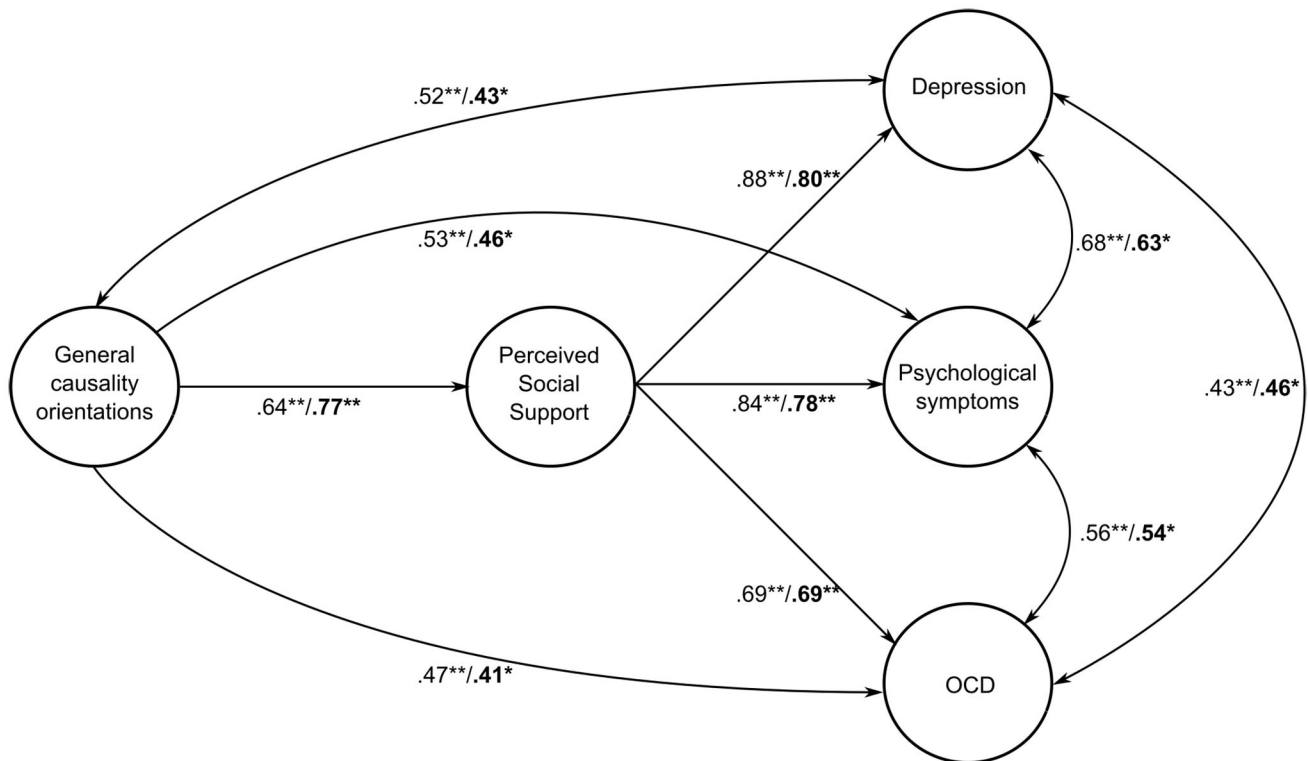 Depression
.52**/.43*
.88**/.80**
.53**/.46*
.68**/.63*
General
causality
orientations
Perceived
Social
Support
Psychological
symptoms
.64**/.77**
.84**/.78**
.43**/.46*
.56**/.54*
.69**/.69**
.47**/.41*
OCD